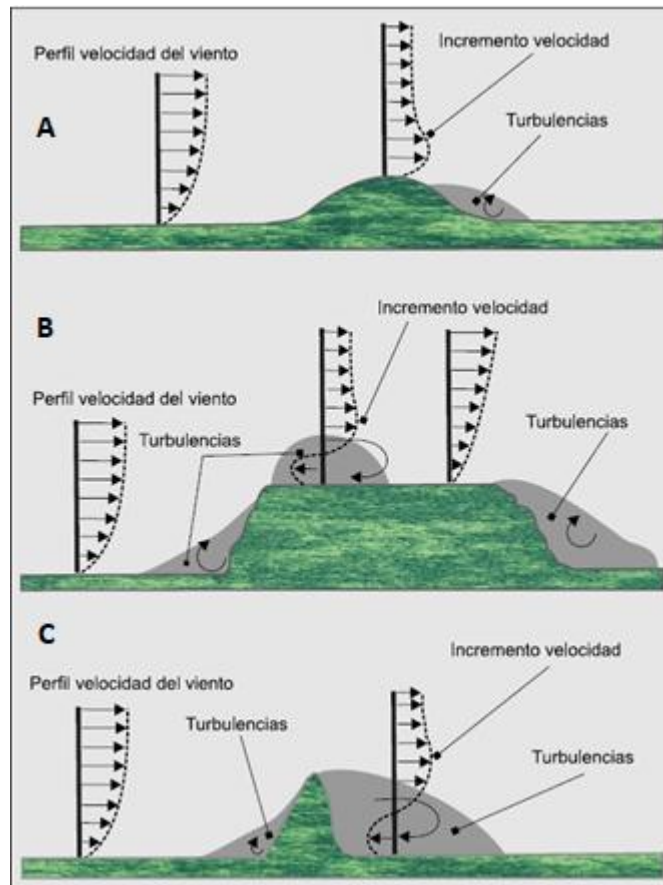 Perfil velocidad del viento
Incremento velocidad
Turbulencias
A
B
Incremento velocidad
Perfil velocidad del viento
Turbulencias
Turbulencias
C
Incremento velocidad
Perfil velocidad del viento
Turbulencias
Turbulencias